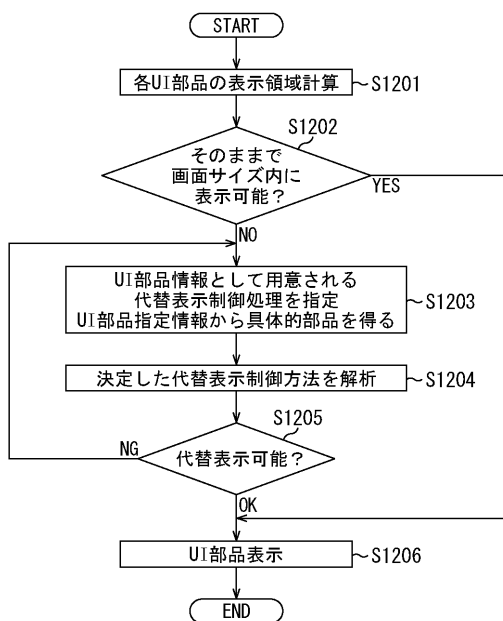 START
各UI部品の表示領域計算
S1201
S1202
そのままで
画面サイズ内に
表示可能？
YES
NO
UI部品情報として用意される
代替表示制御処理を指定
UI部品指定情報から具体的部品を得る
S1203
決定した代替表示制御方法を解析
S1204
S1205
NG
代替表示可能？
OK
UI部品表示
S1206
END